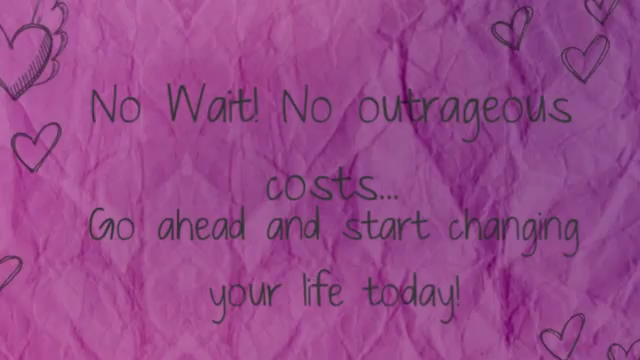 No Wait! No outrageous
costs...
Go ahead and start changing
your life today!